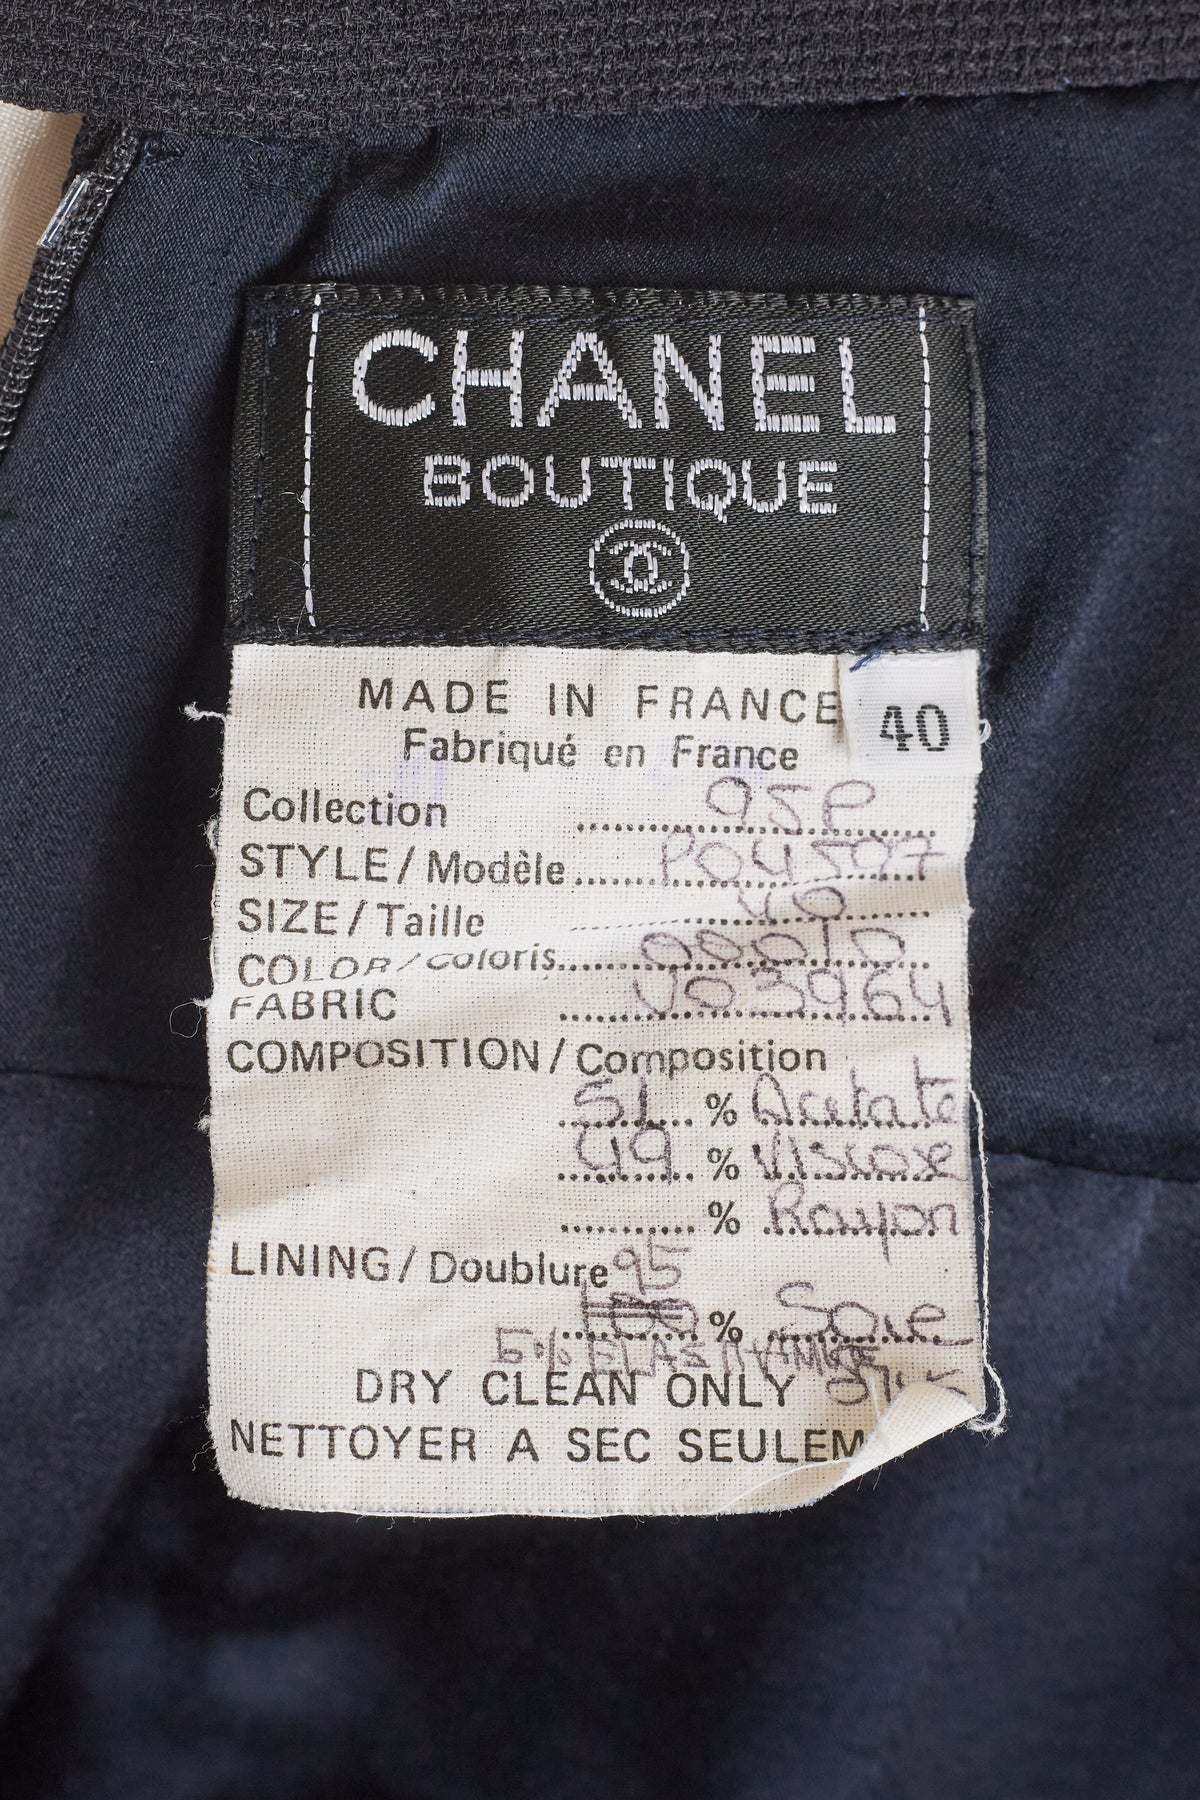 CHANEL
BOUTIQUE
MADE IN FRANCE
40
Fabriqué en France
Collection 95P
STYLE/Modèle P04507
SIZE/Taille 40
COLOR/coloris 00010
FABRIC V03964
COMPOSITION/Composition
51 % Acetate
49 % Viscose
% Rayon
LINING/Doublure 95
% Soie
5%
DRY CLEAN ONLY
NETTOYER A SEC SEULEM